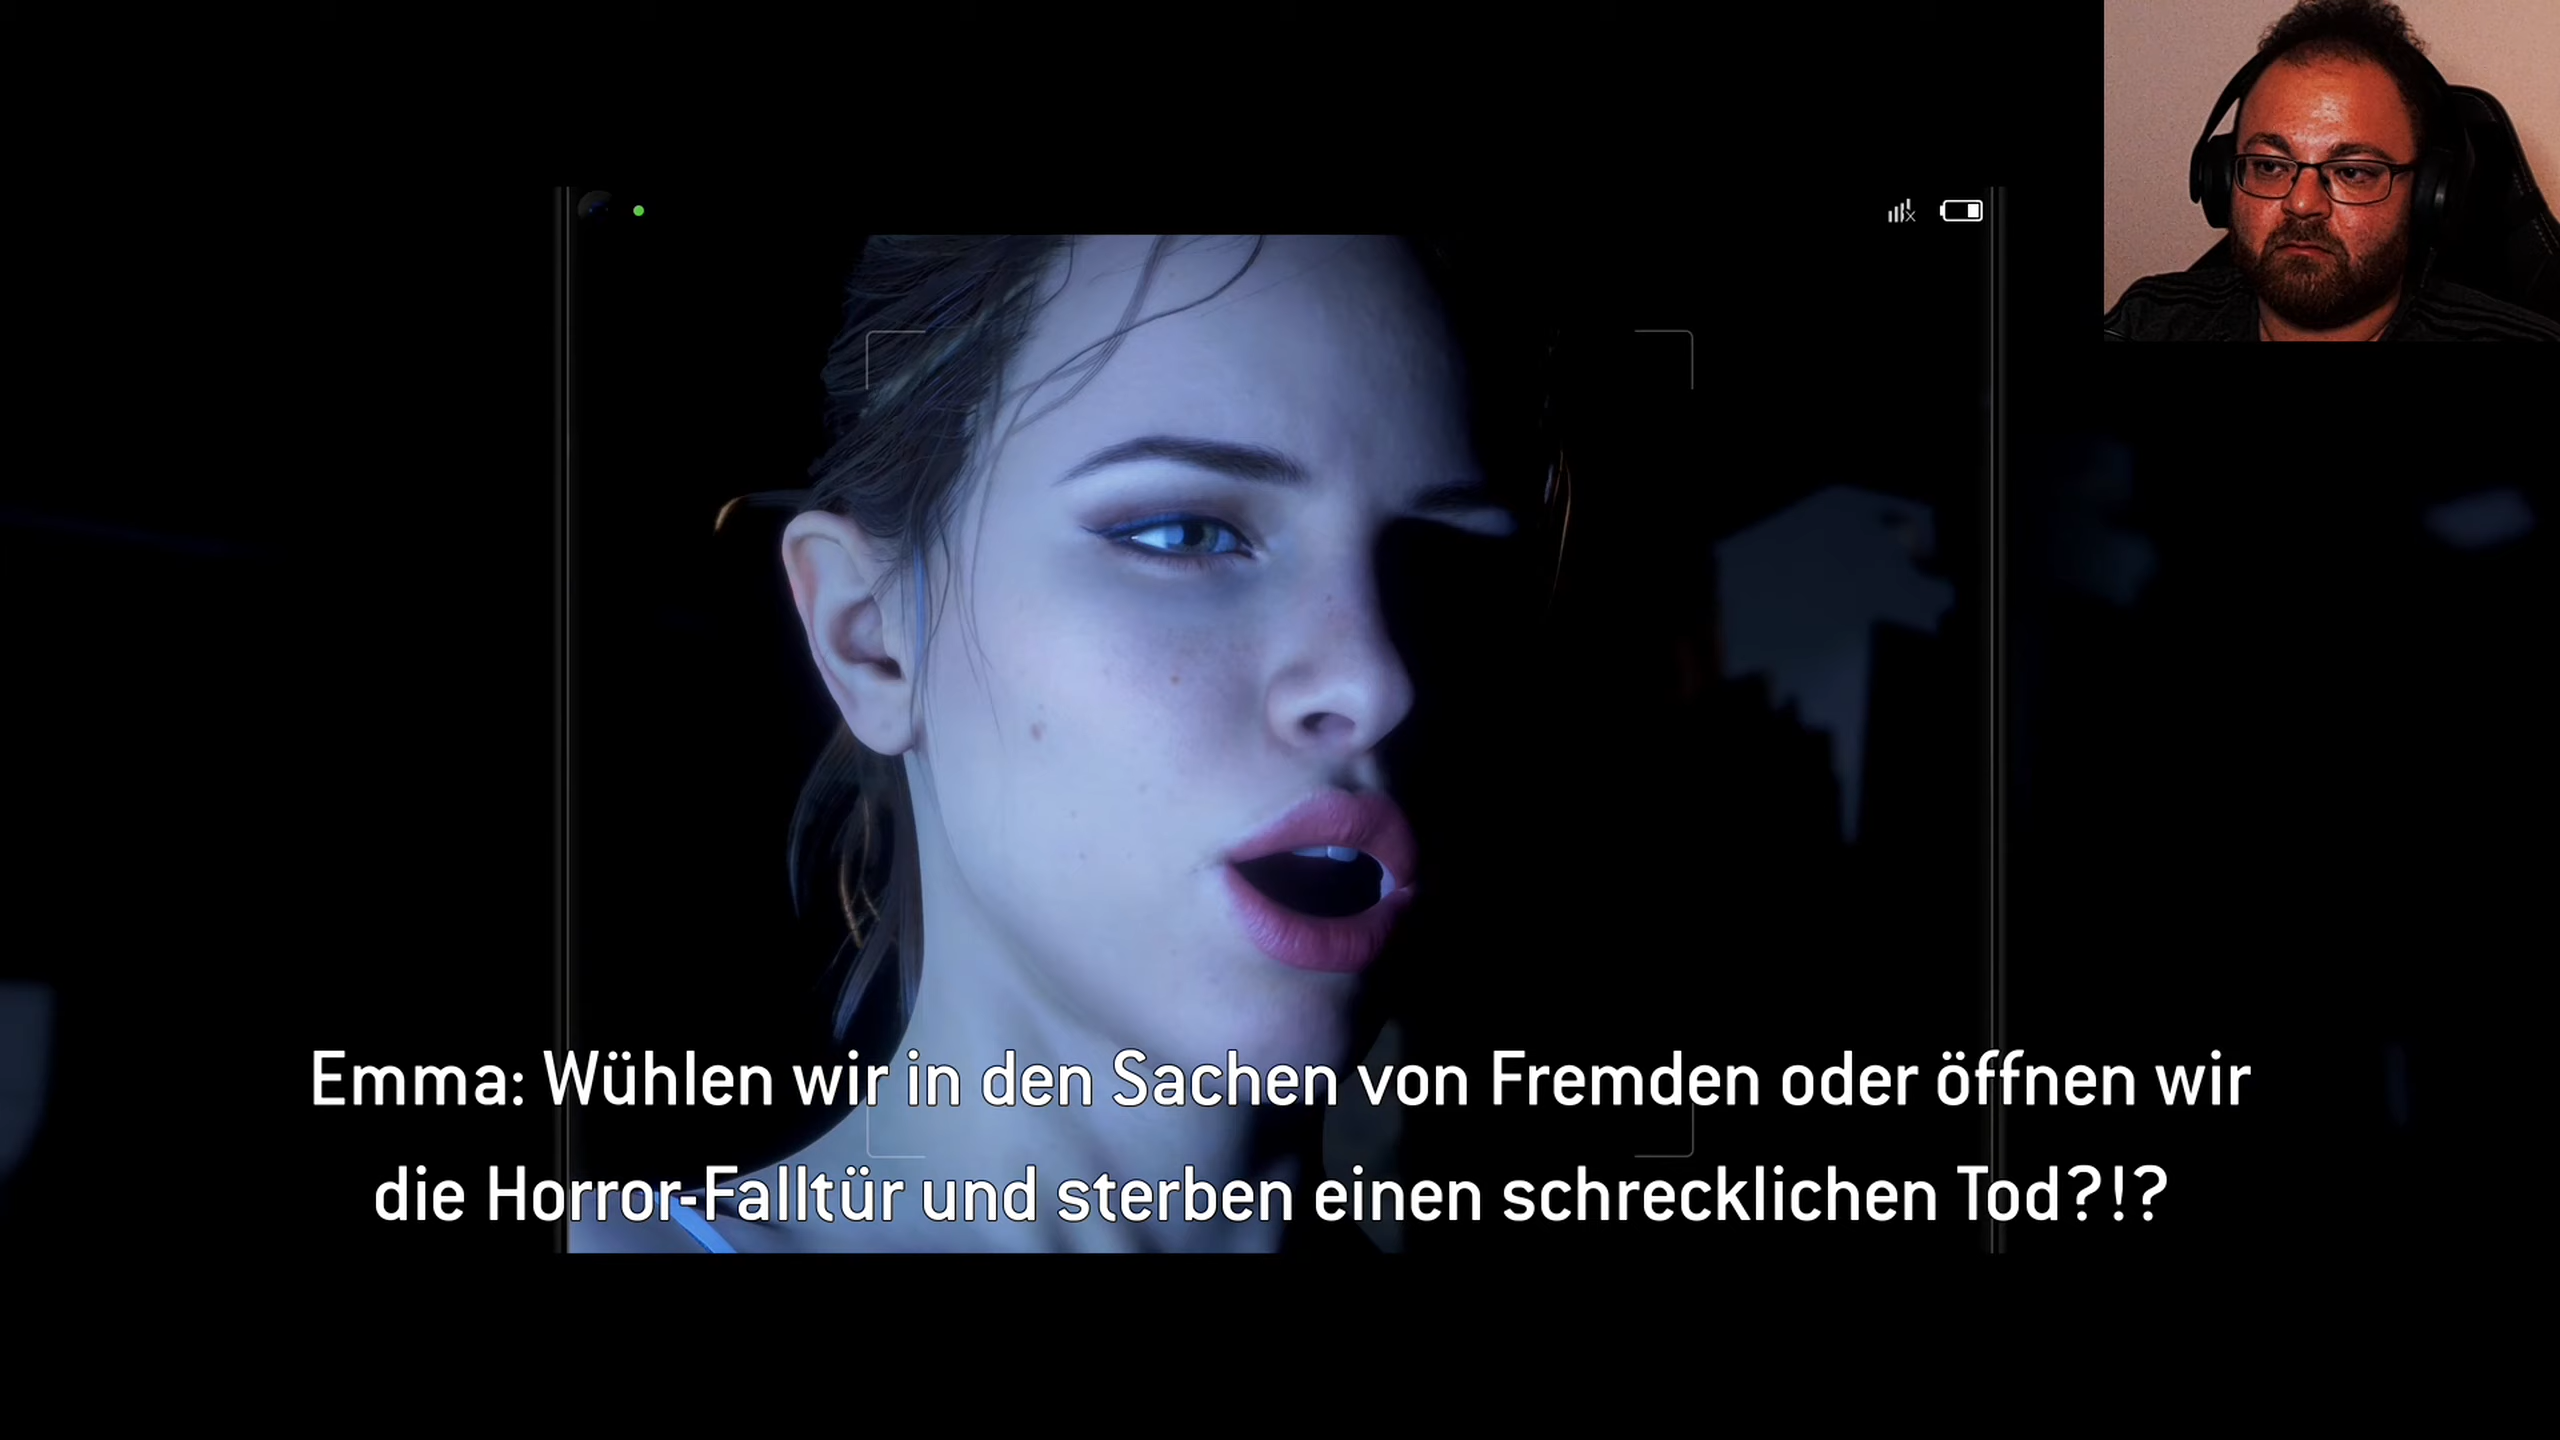 Emma: Wühlen wir in den Sachen von Fremden oder öffnen wir
die Horror-Falltür und sterben einen schrecklichen Tod?!?